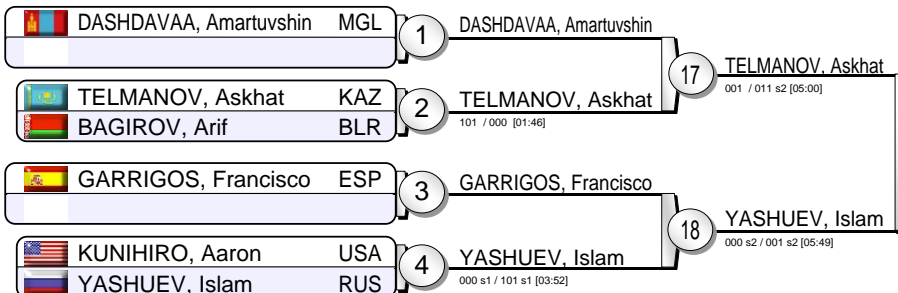 DASHDAVAA, Amartuvshin MGL
1
DASHDAVAA, Amartuvshin
17
TELMANOV, Askhat
001 / 011 s2 [05:00]
TELMANOV, Askhat KAZ
BAGIROV, Arif BLR
2
TELMANOV, Askhat
101 / 000 [01:46]
GARRIGOS, Francisco ESP
3
GARRIGOS, Francisco
18
YASHUEV, Islam
000 s2 / 001 s2 [05:49]
KUNIHIRO, Aaron USA
YASHUEV, Islam RUS
4
YASHUEV, Islam
000 s1 / 101 s1 [03:52]